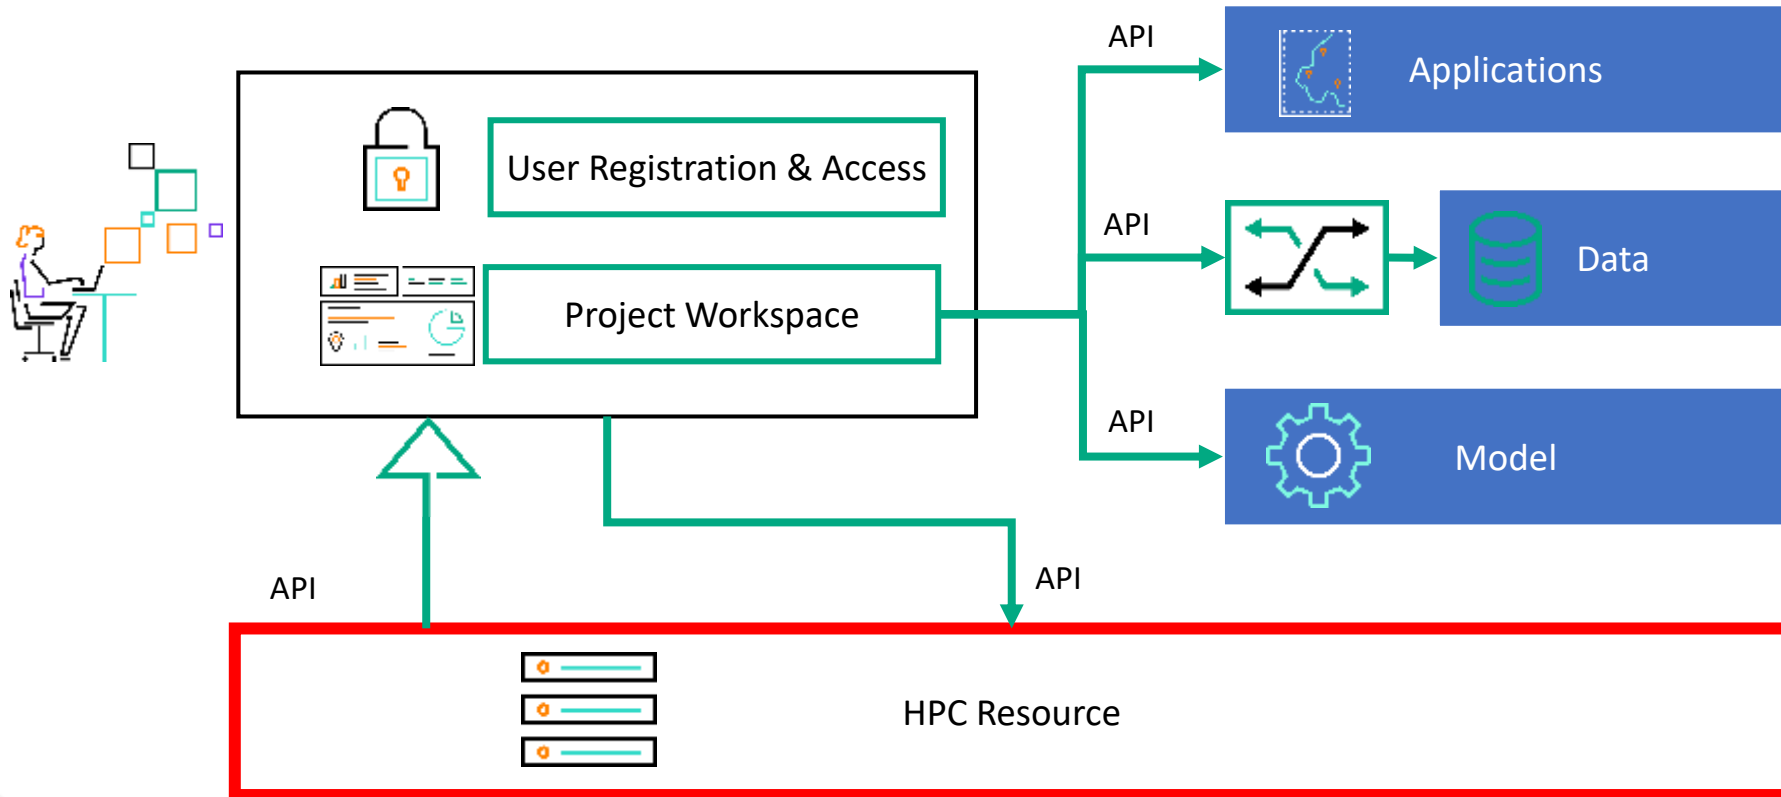 API
Applications
User Registration & Access
API
Data
Project Workspace
API
Model
API
API
HPC Resource